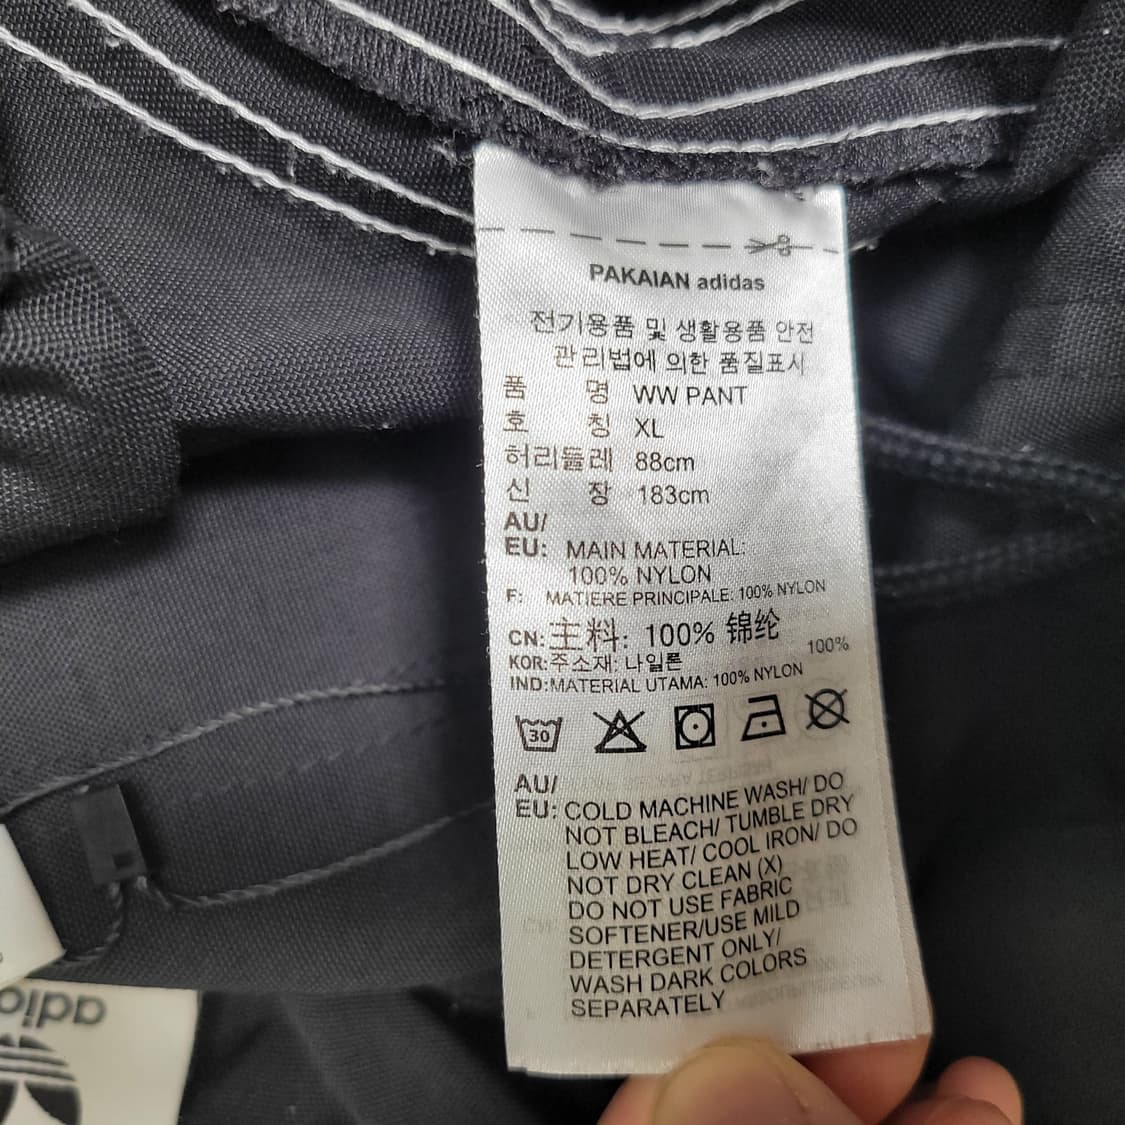 PAKAIAN adidas
전기용품 및 생활용품 안전
관리법에 의한 품질표시
품 명 WW PANT
호 칭 XL
허리둘레 88cm
신 장 183cm
AU/
EU: MAIN MATERIAL:
100% NYLON
F: MATIERE PRINCIPALE: 100% NYLON
CN: 主料: 100% 锦纶
KOR: 주소재: 나일론 100%
IND: MATERIAL UTAMA: 100% NYLON
30
AU/
EU: COLD MACHINE WASH/ DO
NOT BLEACH/ TUMBLE DRY
LOW HEAT/ COOL IRON/ DO
NOT DRY CLEAN (X)
DO NOT USE FABRIC
SOFTENER/USE MILD
DETERGENT ONLY/
WASH DARK COLORS
SEPARATELY
adid